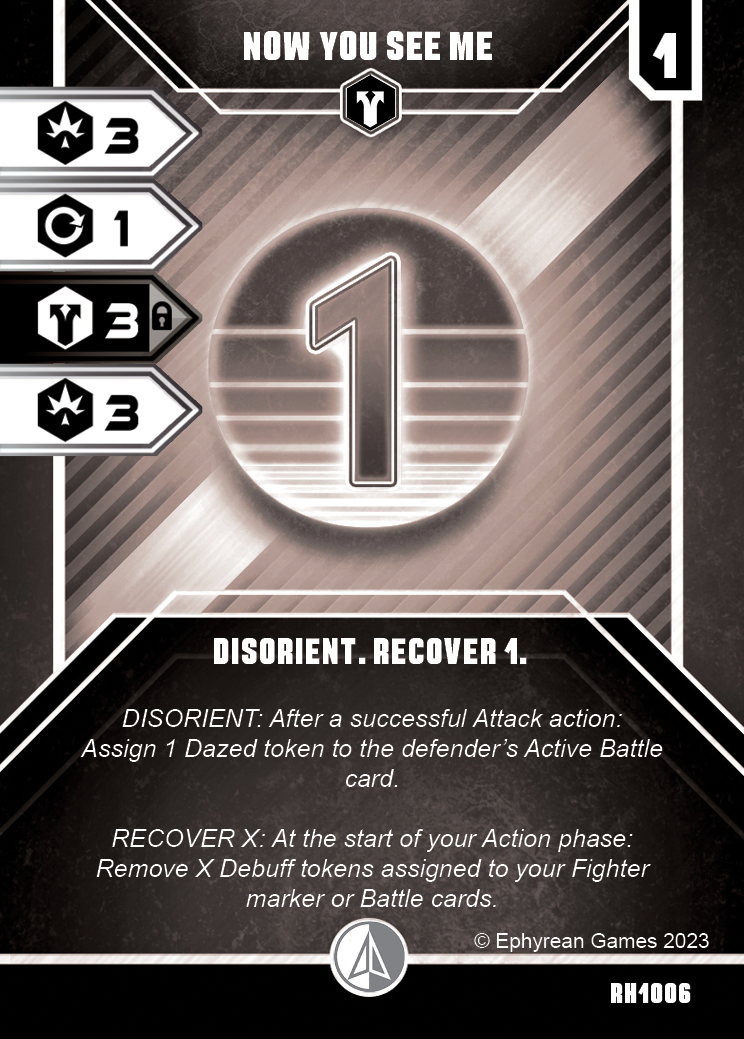 NOW YOU SEE ME
1
3
1
3
3
1
DISORIENT. RECOVER 1.
DISORIENT: After a successful Attack action:
Assign 1 Dazed token to the defender’s Active Battle
card.
RECOVER X: At the start of your Action phase:
Remove X Debuff tokens assigned to your Fighter
marker or Battle cards.
© Ephyrean Games 2023
RH1006